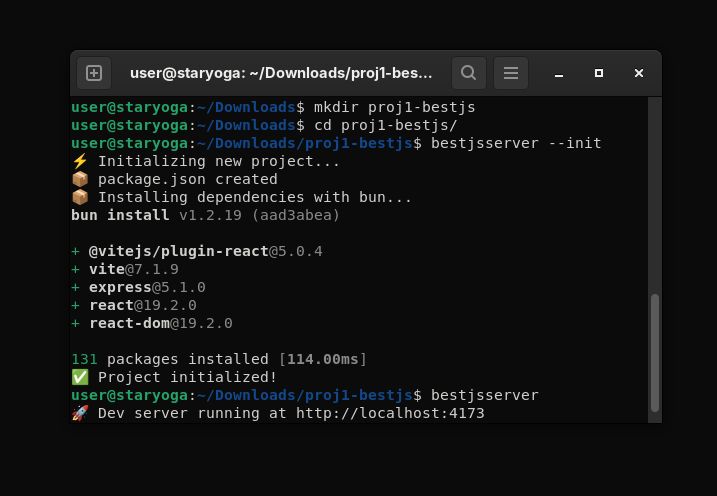 user@staryoga: ~/Downloads/proj1-bes...
user@staryoga:~/Downloads$ mkdir proj1-bestjs
user@staryoga:~/Downloads$ cd proj1-bestjs/
user@staryoga:~/Downloads/proj1-bestjs$ bestjsserver --init
⚡ Initializing new project...
📦 package.json created
📦 Installing dependencies with bun...
bun install v1.2.19 (aad3abea)

+ @vitejs/plugin-react@5.0.4
+ vite@7.1.9
+ express@5.1.0
+ react@19.2.0
+ react-dom@19.2.0

131 packages installed [114.00ms]
✅ Project initialized!
user@staryoga:~/Downloads/proj1-bestjs$ bestjsserver
🚀 Dev server running at http://localhost:4173